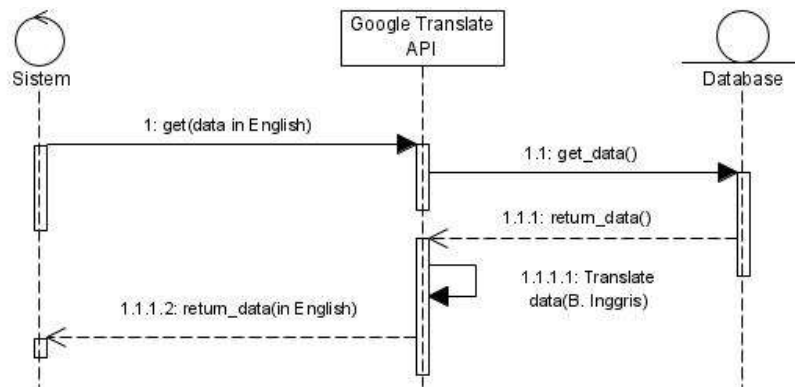 Google Translate
API
Sistem
Database
1: get(data in English)
1.1: get_data()
1.1.1: return_data()
1.1.1.1: Translate
data(B. Inggris)
1.1.1.2: return_data(in English)